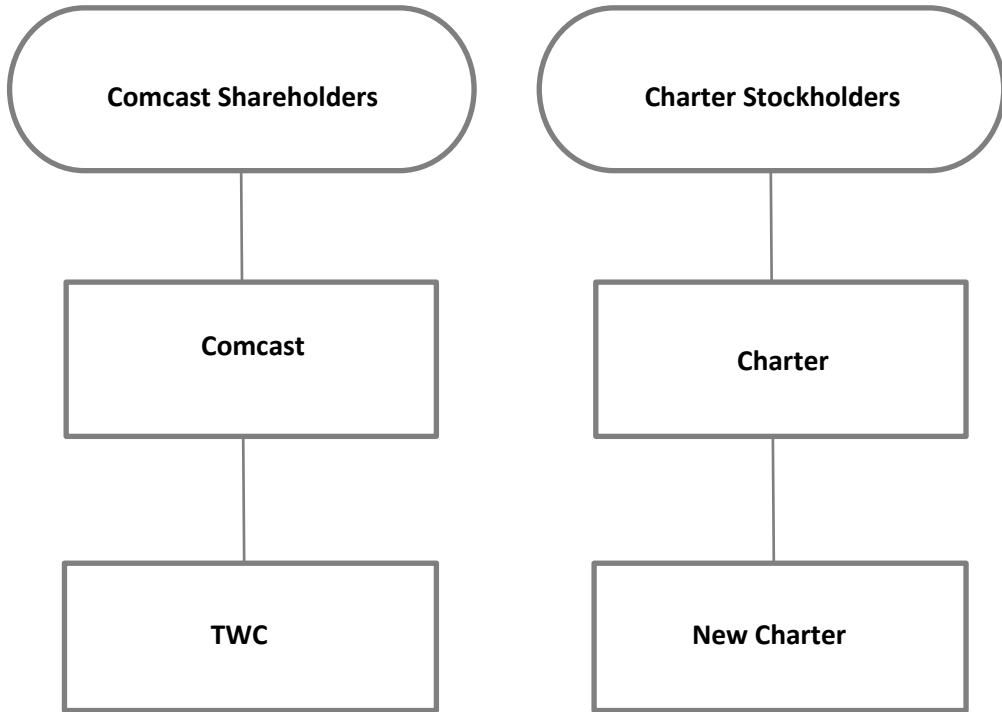 Comcast Shareholders
Charter Stockholders
Comcast
Charter
TWC
New Charter